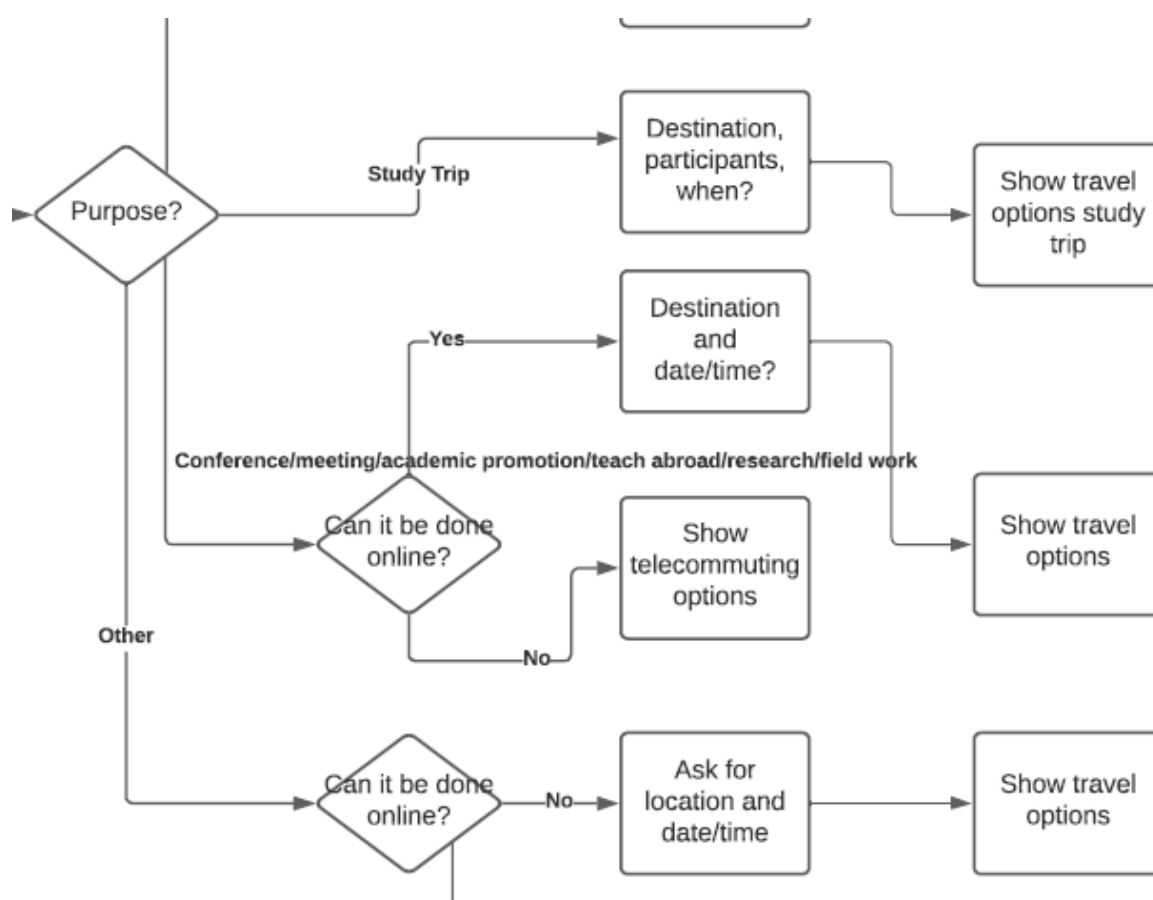 Purpose?
Study Trip
Destination,
participants,
when?
Show travel
options study
trip
Yes
Destination
and
date/time?
Conference/meeting/academic promotion/teach abroad/research/field work
Can it be done
online?
Show
telecommuting
options
Show travel
options
No
Other
Can it be done
online?
No
Ask for
location and
date/time
Show travel
options